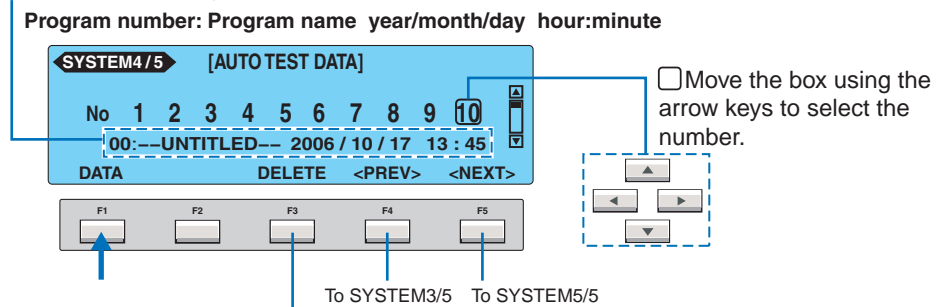 Program number: Program name year/month/day hour:minute
SYSTEM4/5 [AUTO TEST DATA]
No 1 2 3 4 5 6 7 8 9 10
00:--UNTITLED-- 2006 / 10 / 17 13 : 45
DATA DELETE <PREV> <NEXT>
F1 F2 F3 F4 F5
To SYSTEM3/5 To SYSTEM5/5
Move the box using the
arrow keys to select the
number.